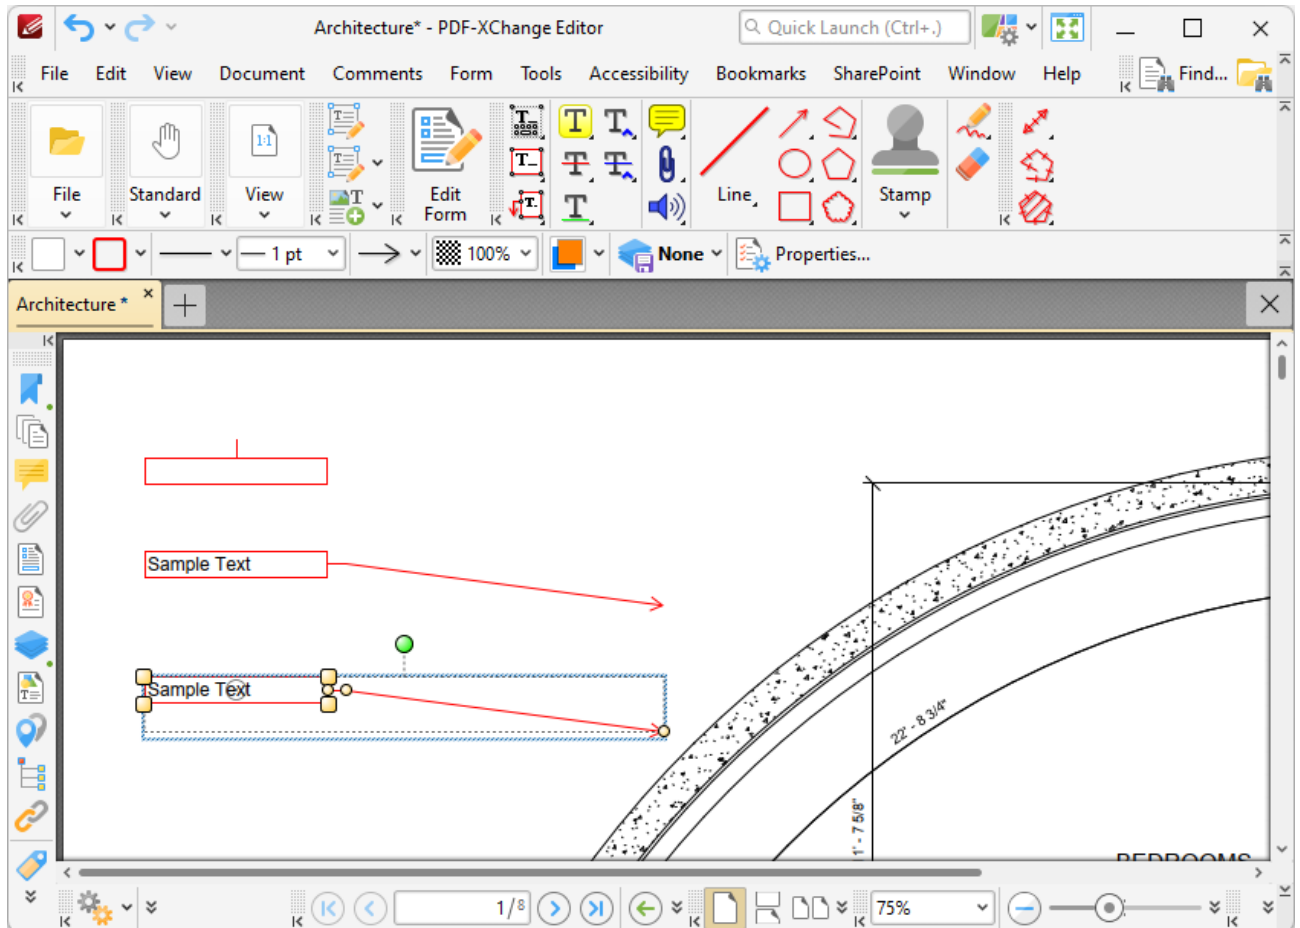 Architecture* - PDF-XChange Editor
Quick Launch (Ctrl+.)
File Edit View Document Comments Form Tools Accessibility Bookmarks SharePoint Window Help Find...
File Standard View Edit Form Line Stamp
1 pt 100% None Properties...
Architecture *
Sample Text
Sample Text
22' - 8 3/4"
1' - 7 5/8"
BEDROOMS
1/8 75%